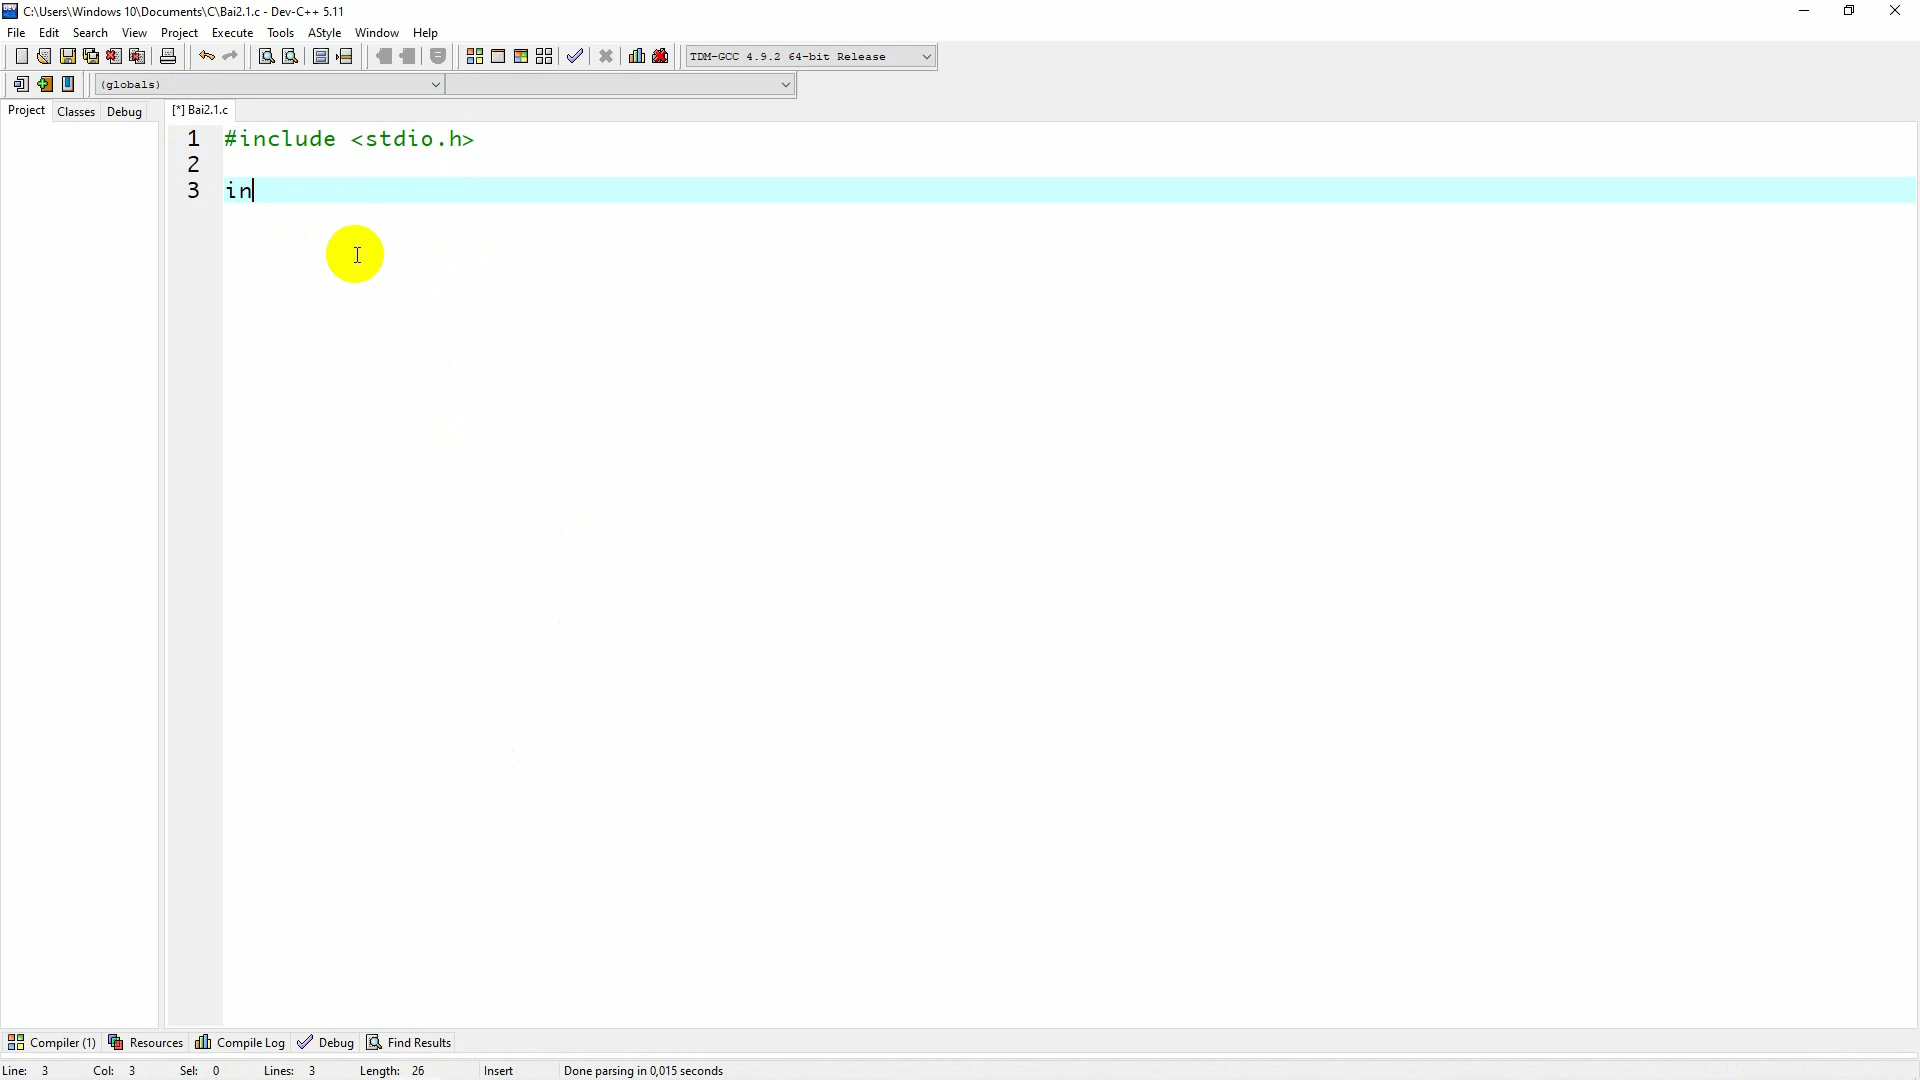 C:\Users\Windows 10\Documents\C\Bai2.1.c - Dev-C++ 5.11
File Edit Search View Project Execute Tools AStyle Window Help
TDM-GCC 4.9.2 64-bit Release
(globals)
Project Classes Debug [*] Bai2.1.c
1 #include <stdio.h>
2
3 in
Compiler (1) Resources Compile Log Debug Find Results
Line: 3 Col: 3 Sel: 0 Lines: 3 Length: 26 Insert Done parsing in 0,015 seconds